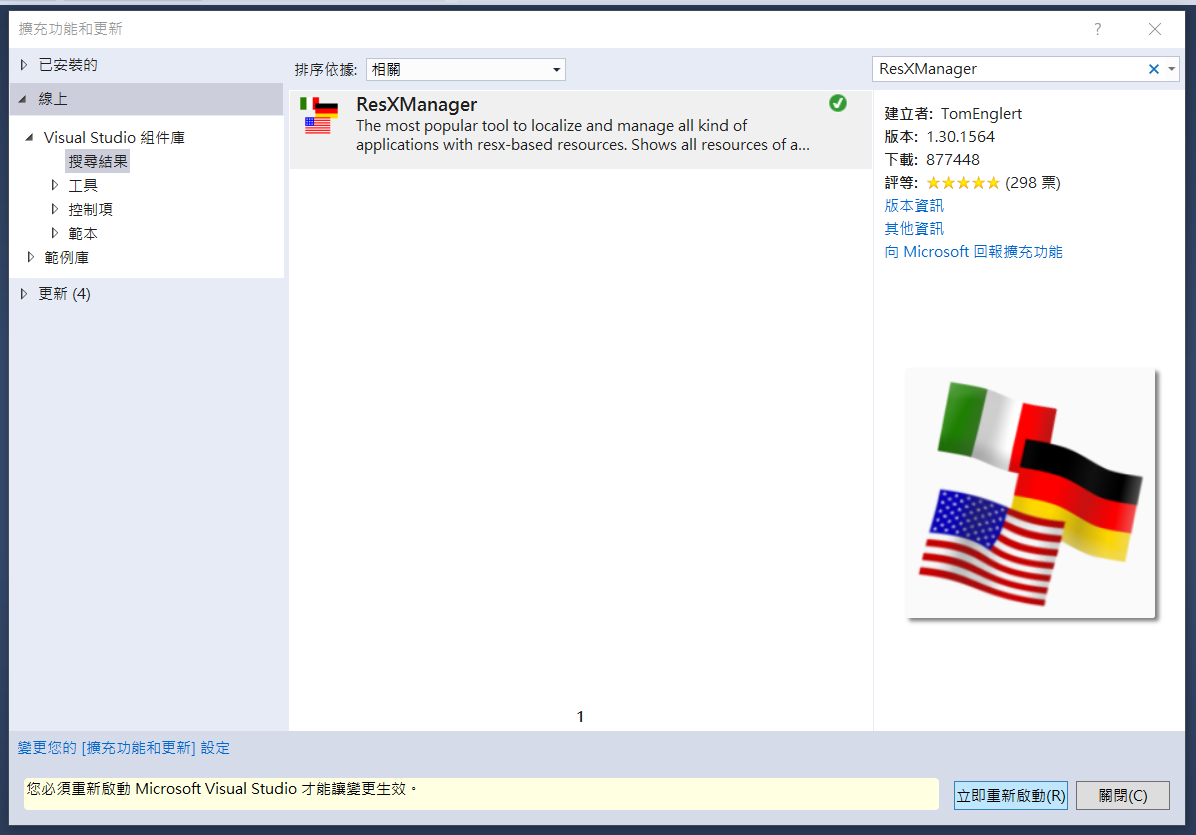 擴充功能和更新
?
已安裝的
線上
Visual Studio 組件庫
搜尋結果
工具
控制項
範本
範例庫
更新 (4)
排序依據: 相關
ResXManager
The most popular tool to localize and manage all kind of
applications with resx-based resources. Shows all resources of a...
1
ResXManager
建立者: TomEnglert
版本: 1.30.1564
下載: 877448
評等: (298 票)
版本資訊
其他資訊
向 Microsoft 回報擴充功能
變更您的 [擴充功能和更新] 設定
您必須重新啟動 Microsoft Visual Studio 才能讓變更生效。
立即重新啟動(R)
關閉(C)